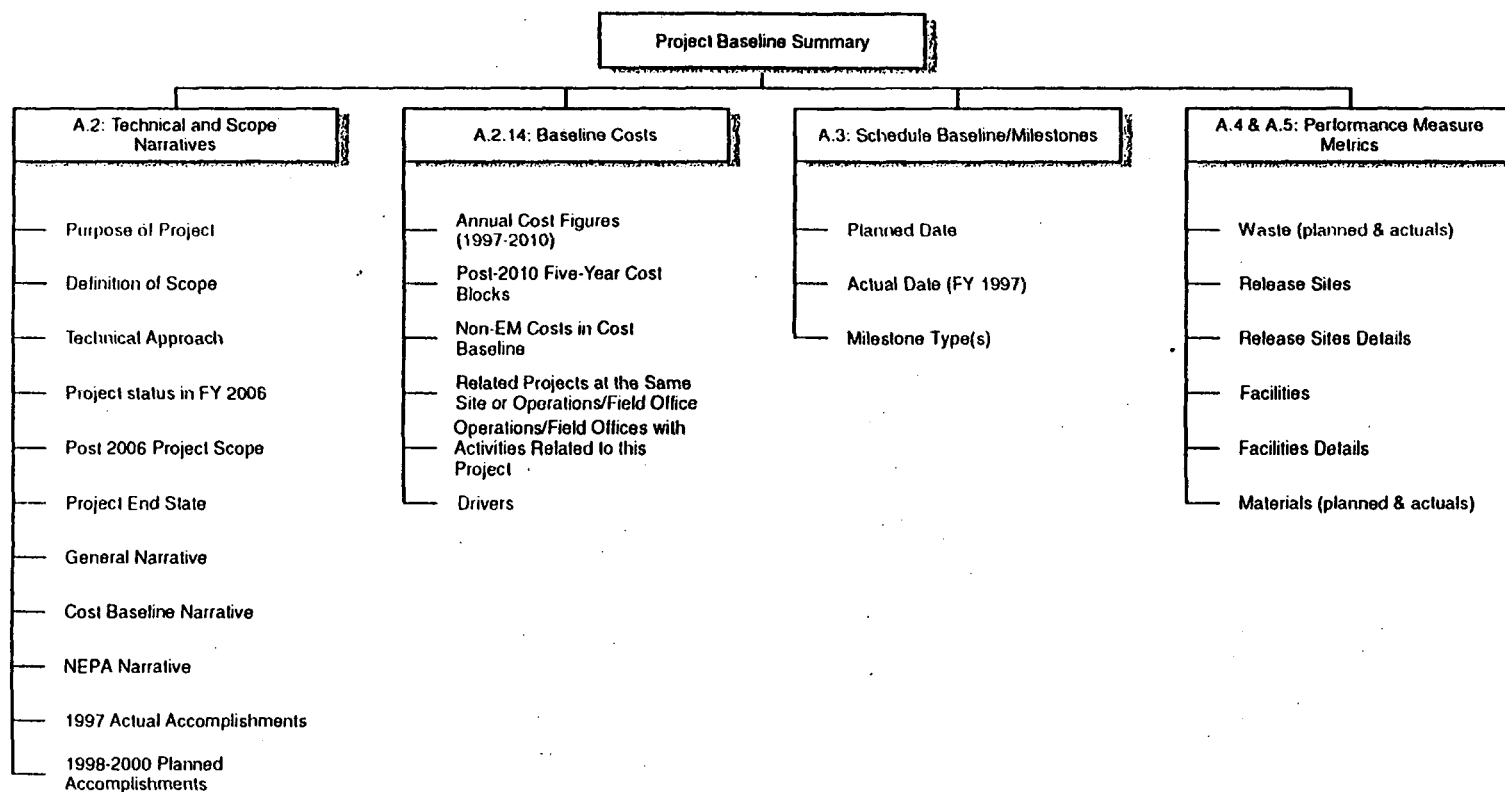 Project Baseline Summary
A.2: Technical and Scope
Narratives
Purpose of Project
Definition of Scope
Technical Approach
Project status in FY 2006
Post 2006 Project Scope
Project End State
General Narrative
Cost Baseline Narrative
NEPA Narrative
1997 Actual Accomplishments
1998-2000 Planned
Accomplishments
A.2.14: Baseline Costs
Annual Cost Figures
(1997-2010)
Post-2010 Five-Year Cost
Blocks
Non-EM Costs in Cost
Baseline
Related Projects at the Same
Site or Operations/Field Office
Operations/Field Offices with
Activities Related to this
Project
Drivers
A.3: Schedule Baseline/Milestones
Planned Date
Actual Date (FY 1997)
Milestone Type(s)
A.4 & A.5: Performance Measure
Metrics
Waste (planned & actuals)
Release Sites
Release Sites Details
Facilities
Facilities Details
Materials (planned & actuals)